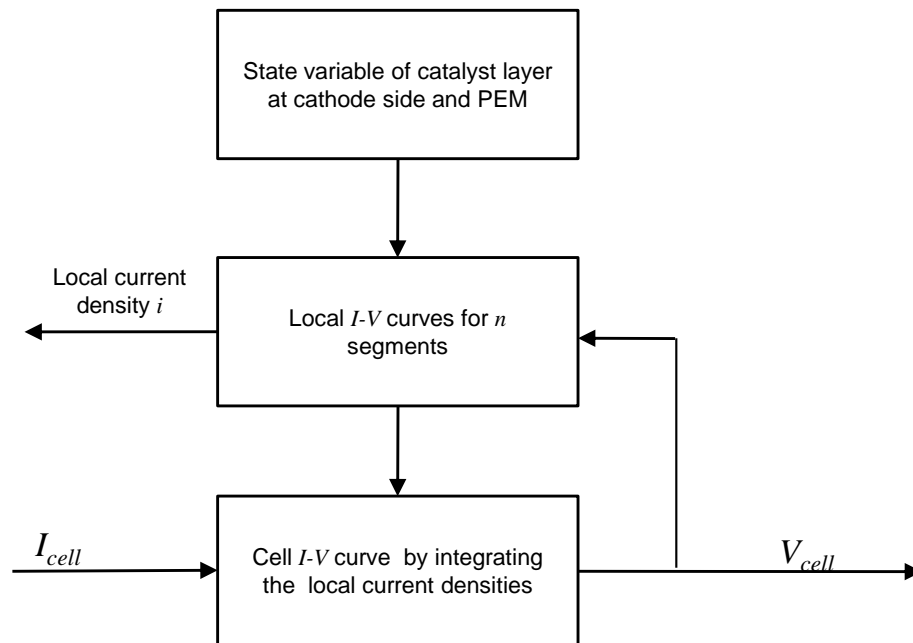 State variable of catalyst layer
at cathode side and PEM
Local current
density i
Local I-V curves for n
segments
I_cell
Cell I-V curve by integrating
the local current densities
V_cell